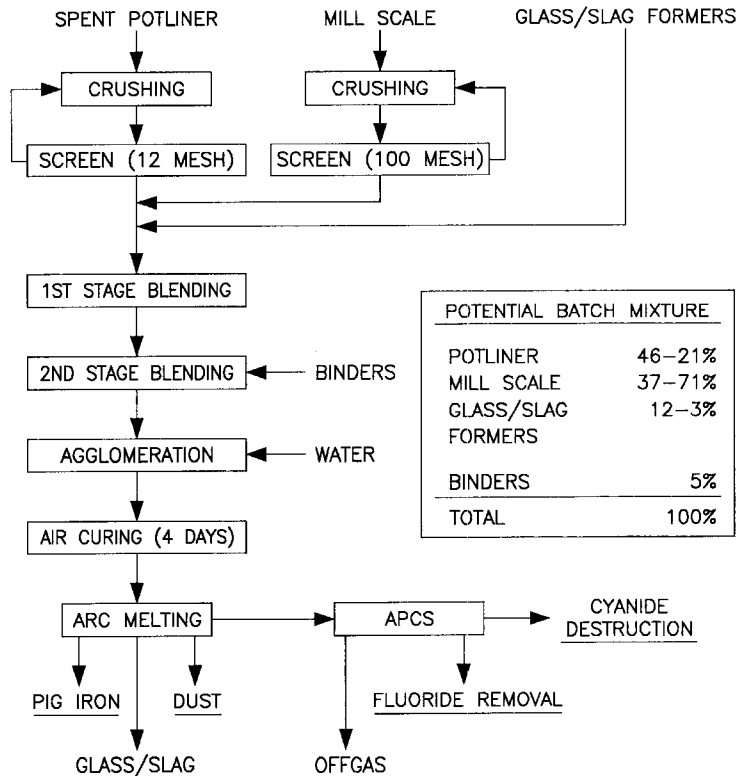 SPENT POTLINER
MILL SCALE
GLASS/SLAG FORMERS
CRUSHING
CRUSHING
SCREEN (12 MESH)
SCREEN (100 MESH)
1ST STAGE BLENDING
2ND STAGE BLENDING
BINDERS
AGGLOMERATION
WATER
AIR CURING (4 DAYS)
POTENTIAL BATCH MIXTURE
POTLINER 46–21%
MILL SCALE 37–71%
GLASS/SLAG 12–3%
FORMERS
BINDERS 5%
TOTAL 100%
ARC MELTING
APCS
CYANIDE
DESTRUCTION
PIG IRON
DUST
FLUORIDE REMOVAL
GLASS/SLAG
OFFGAS